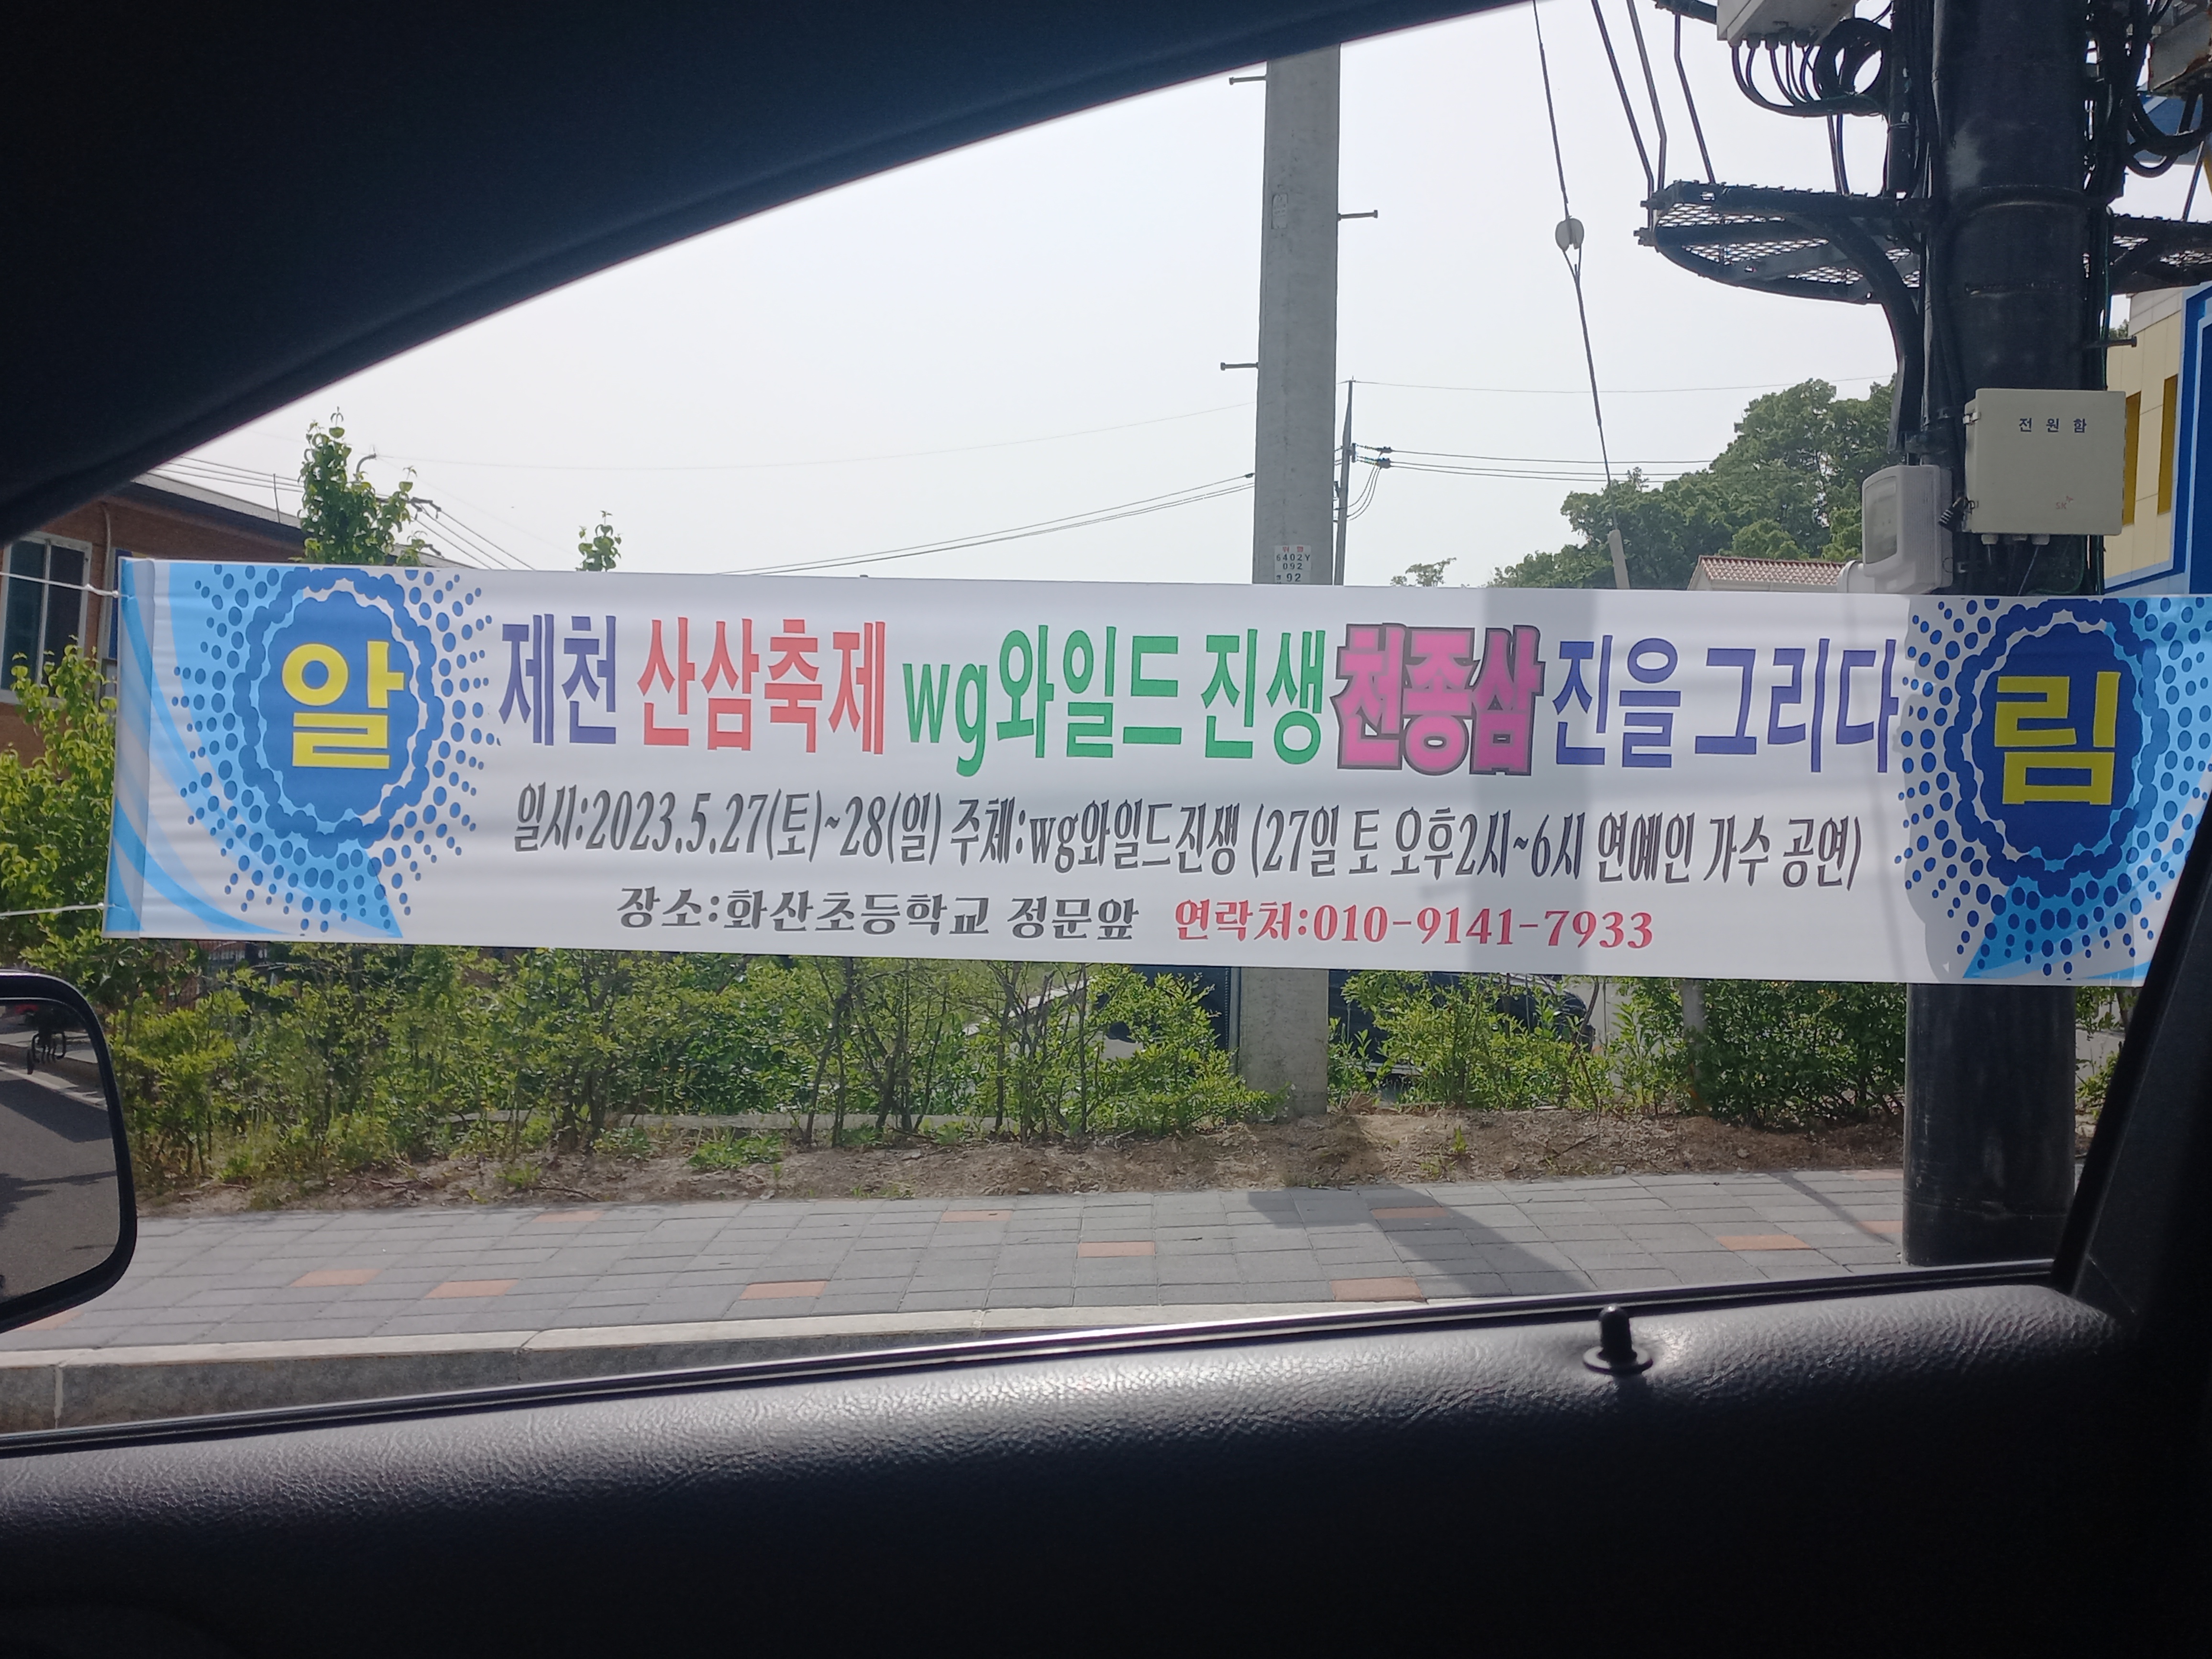 알림
제천 산삼축제 wg와일드 진생 천종삼 진을 그리다
일시:2023.5.27(토)~28(일) 주체:wg와일드진생 (27일 토 오후2시~6시 연예인 가수 공연)
장소:화산초등학교 정문앞 연락처:010-9141-7933
전원함
6402Y
092
92